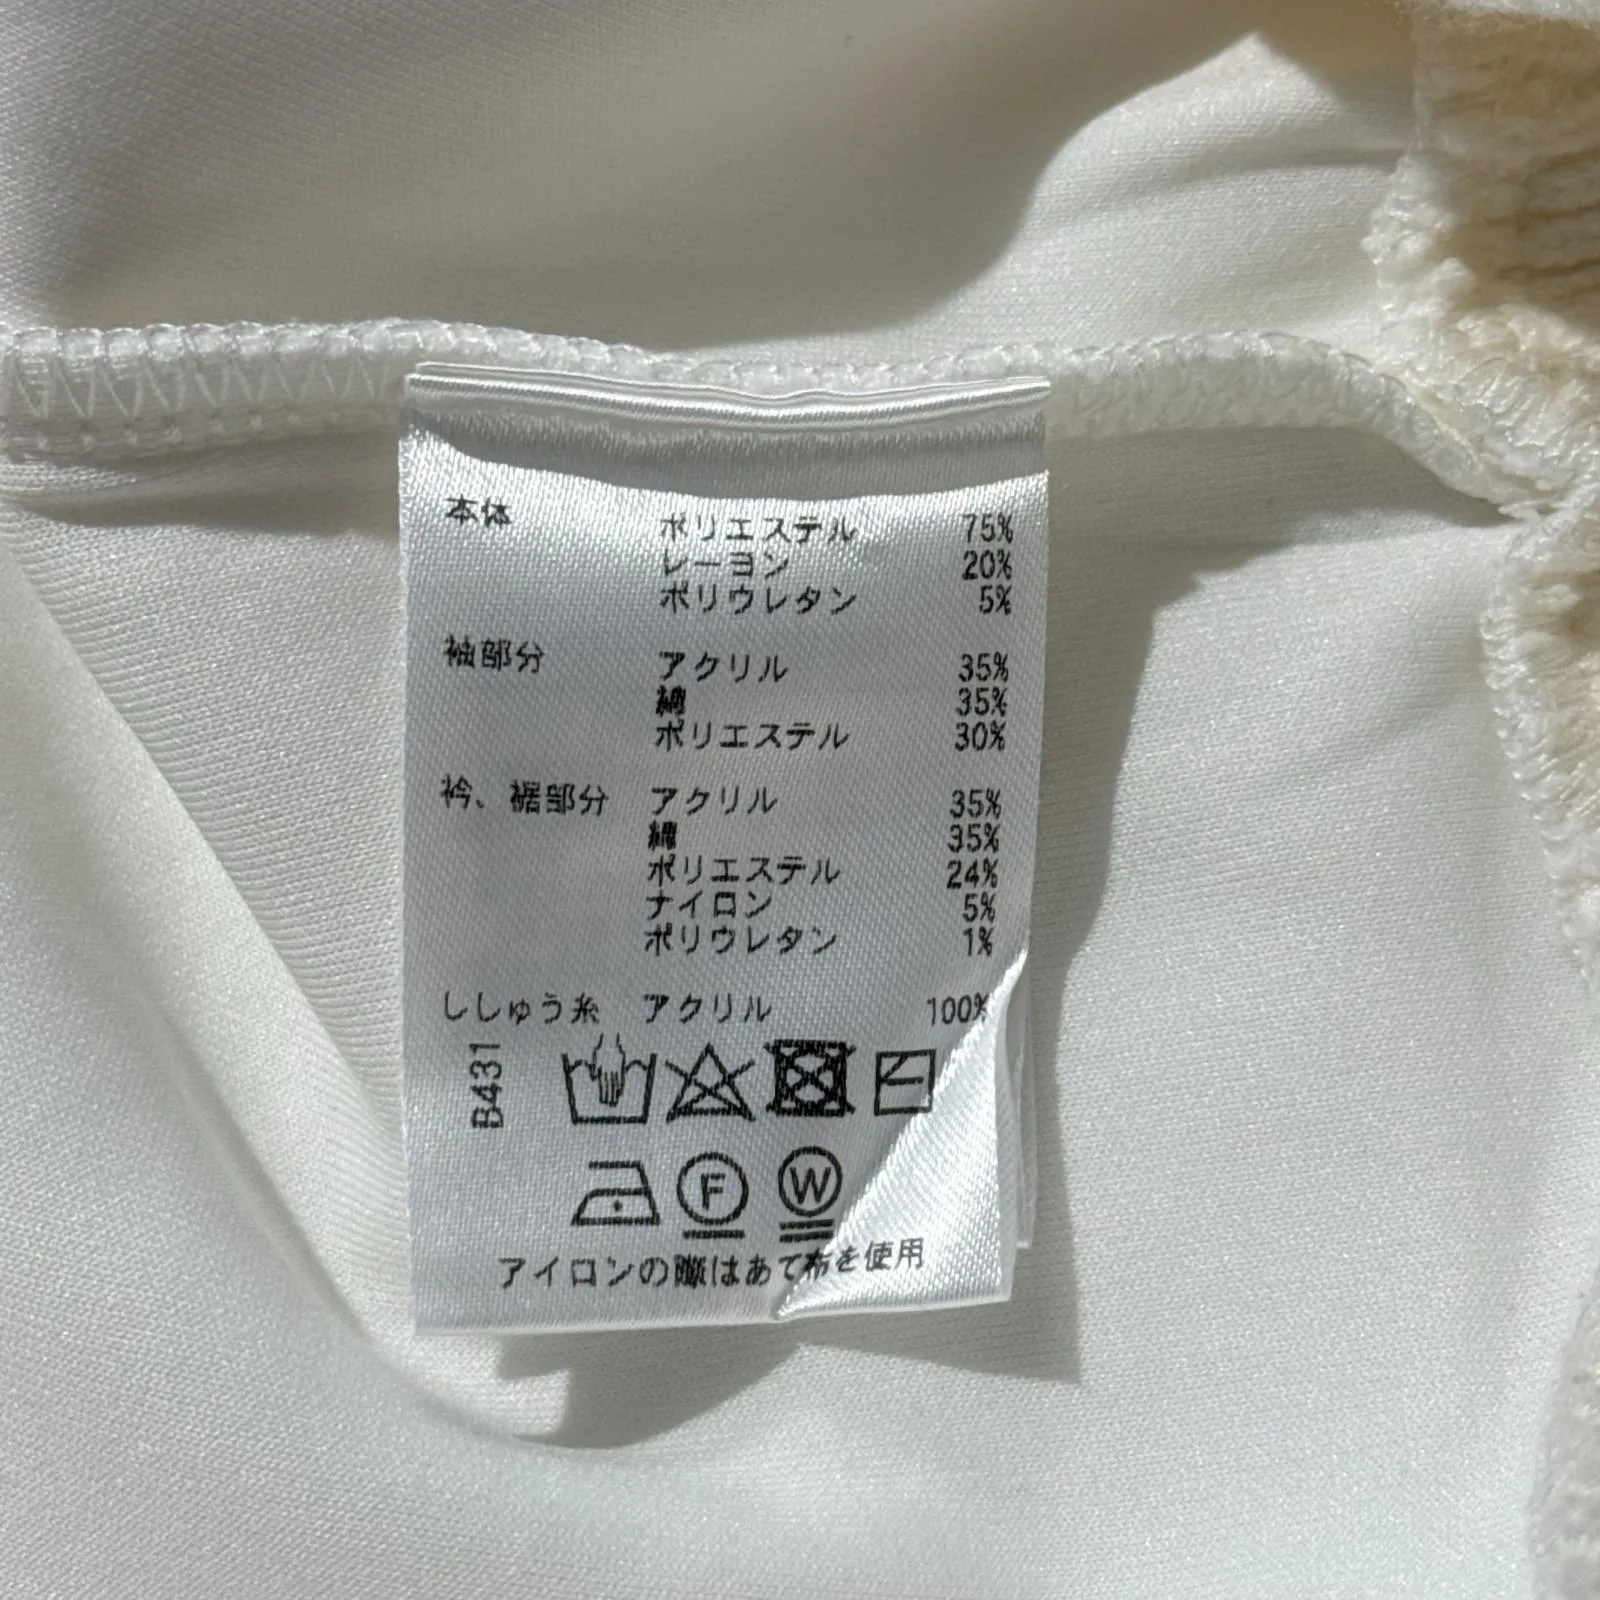 本体 ポリエステル 75%
レーヨン 20%
ポリウレタン 5%
袖部分 アクリル 35%
綿 35%
ポリエステル 30%
衿、裾部分 アクリル 35%
綿 35%
ポリエステル 24%
ナイロン 5%
ポリウレタン 1%
ししゅう糸 アクリル 100%
B431
F W
アイロンの際はあて布を使用